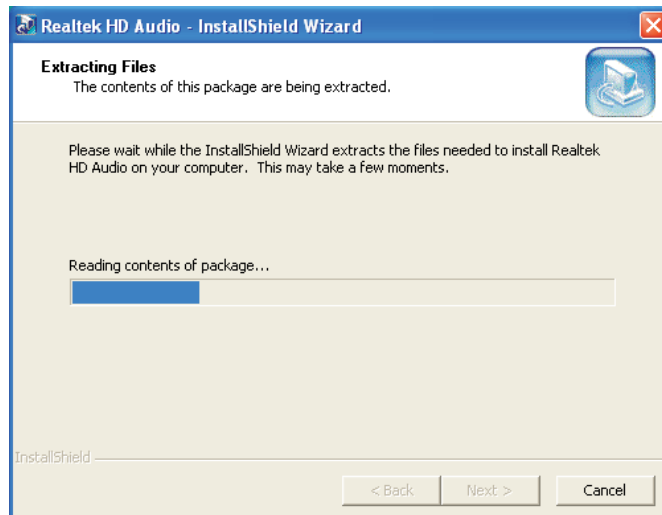 Realtek HD Audio - InstallShield Wizard
Extracting Files
The contents of this package are being extracted.
Please wait while the InstallShield Wizard extracts the files needed to install Realtek
HD Audio on your computer.  This may take a few moments.
Reading contents of package...
InstallShield
< Back
Next >
Cancel